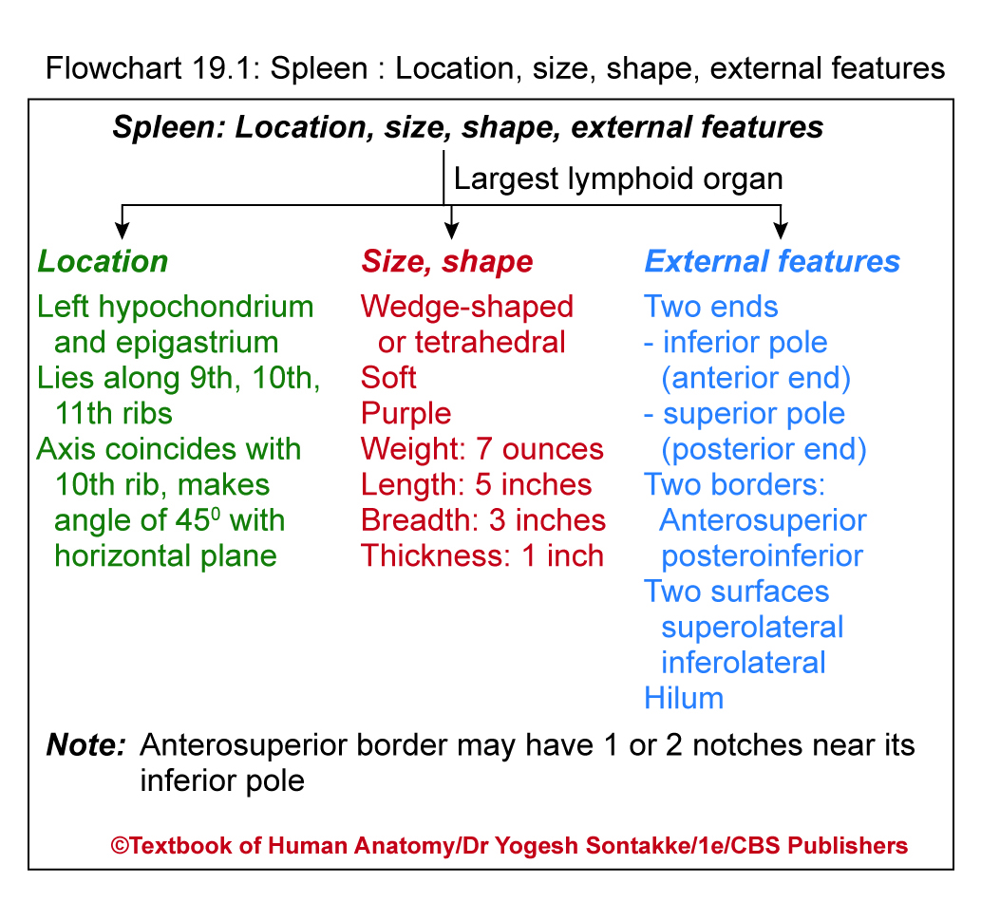 Flowchart 19.1: Spleen : Location, size, shape, external features
Spleen: Location, size, shape, external features
Largest lymphoid organ
Location
Left hypochondrium
and epigastrium
Lies along 9th, 10th,
11th ribs
Axis coincides with
10th rib, makes
angle of 45⁰ with
horizontal plane
Size, shape
Wedge-shaped
or tetrahedral
Soft
Purple
Weight: 7 ounces
Length: 5 inches
Breadth: 3 inches
Thickness: 1 inch
External features
Two ends
- inferior pole
(anterior end)
- superior pole
(posterior end)
Two borders:
Anterosuperior
posteroinferior
Two surfaces
superolateral
inferolateral
Hilum
Note: Anterosuperior border may have 1 or 2 notches near its
inferior pole
©Textbook of Human Anatomy/Dr Yogesh Sontakke/1e/CBS Publishers